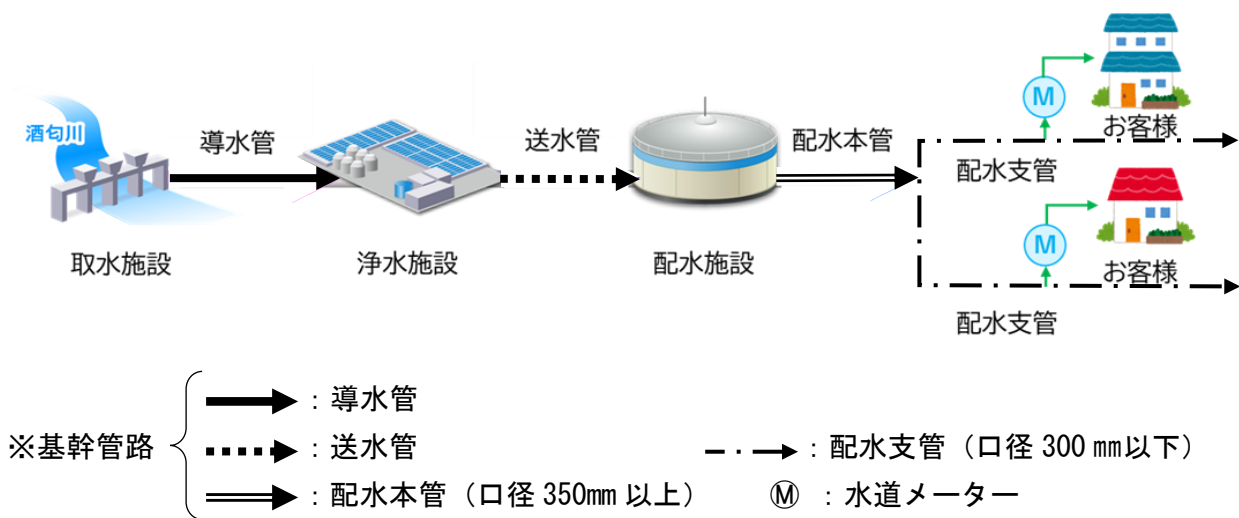 酒匂川
導水管
送水管
配水本管
M
お客様
配水支管
M
お客様
配水支管
取水施設
浄水施設
配水施設
※基幹管路
：導水管
：送水管
：配水本管（口径 350mm 以上）
：配水支管（口径 300 ㎜以下）
Ⓜ ：水道メーター